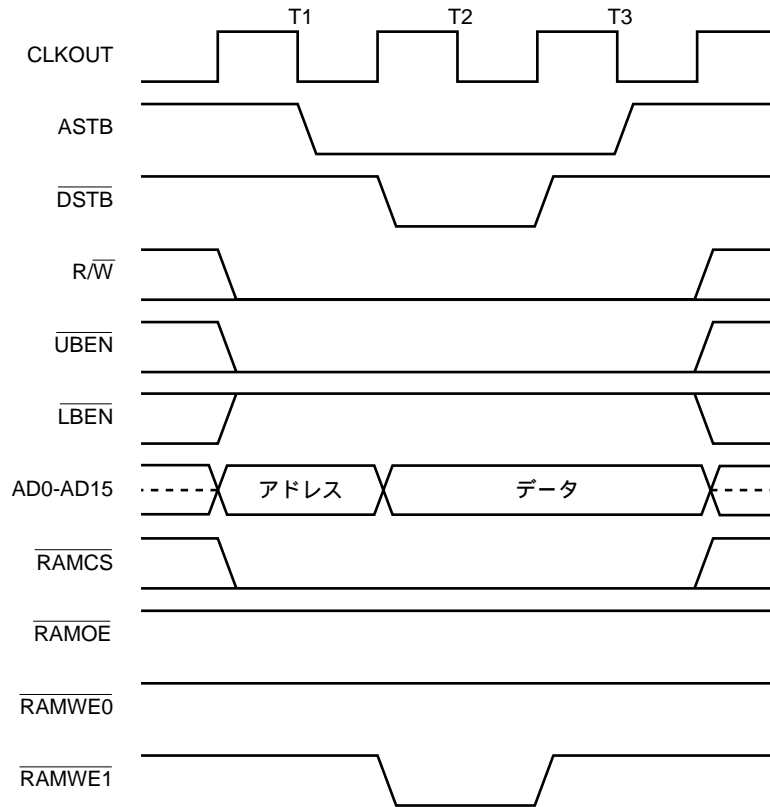 T1 T2 T3
CLKOUT
ASTB
DSTB
R/W
UBEN
LBEN
AD0-AD15 アドレス データ
RAMCS
RAMOE
RAMWE0
RAMWE1